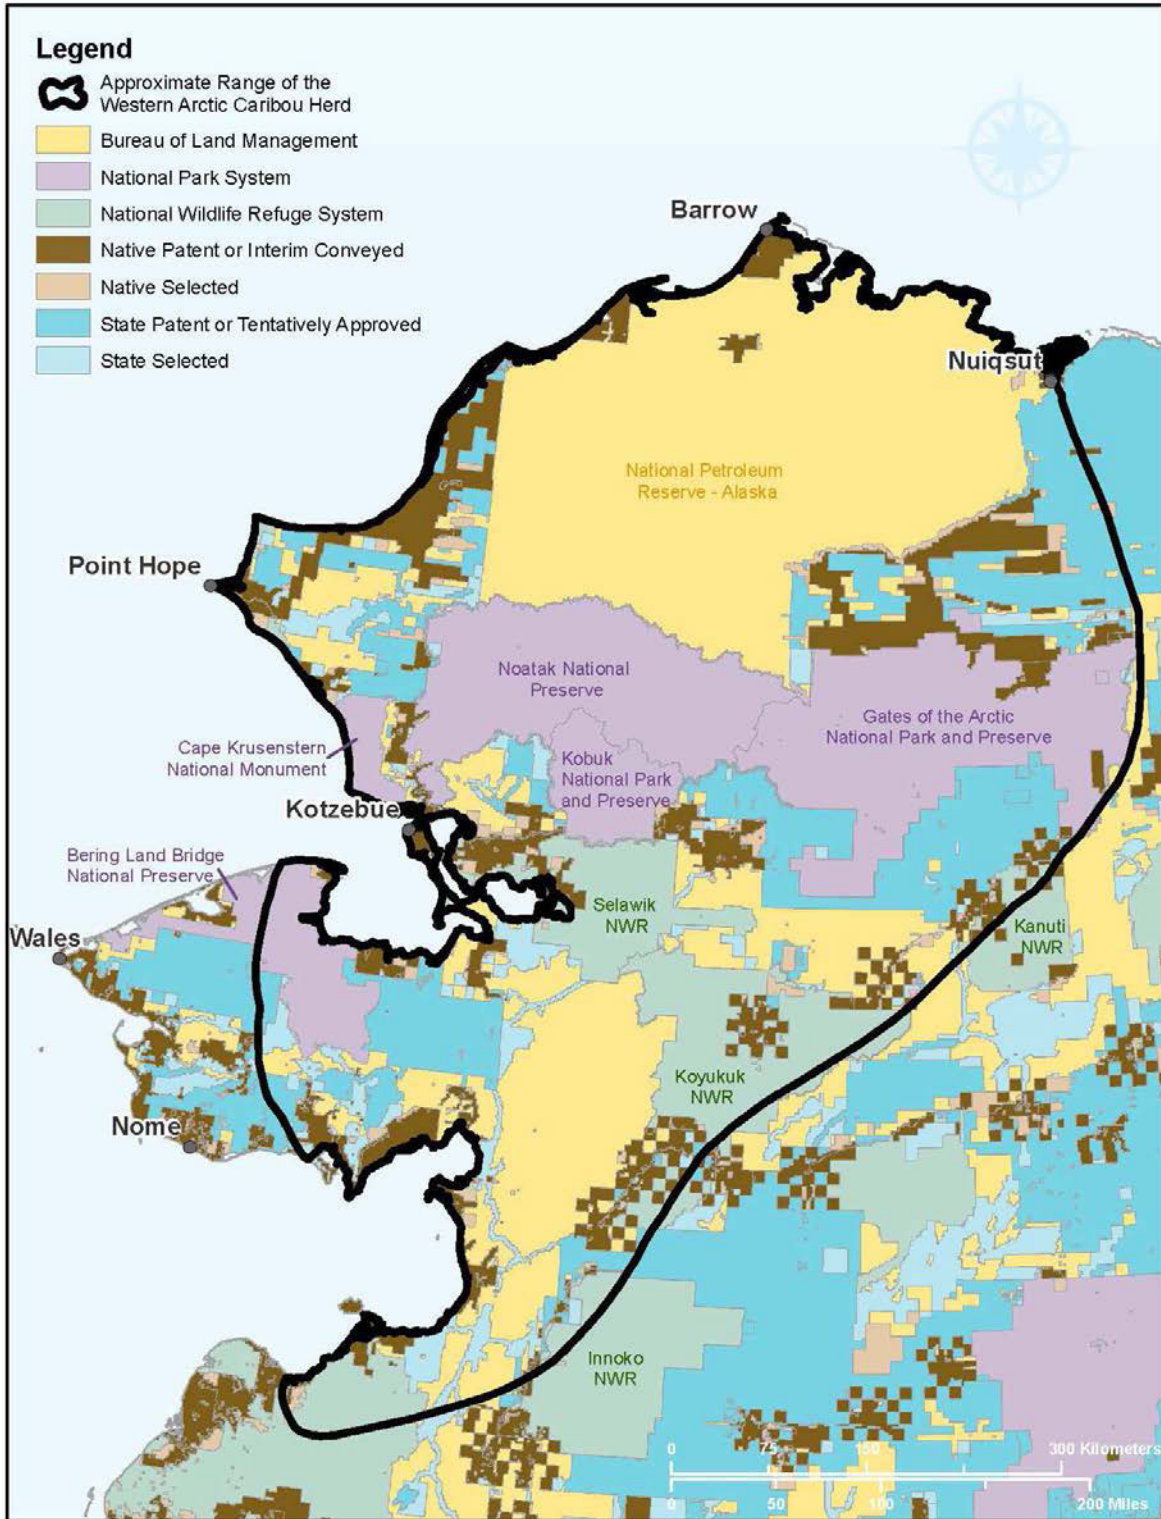 Legend
Approximate Range of the
Western Arctic Caribou Herd
Bureau of Land Management
National Park System
National Wildlife Refuge System
Native Patent or Interim Conveyed
Native Selected
State Patent or Tentatively Approved
State Selected
Barrow
Nuiqsut
National Petroleum
Reserve - Alaska
Point Hope
Noatak National
Preserve
Gates of the Arctic
National Park and Preserve
Cape Krusenstern
National Monument
Kobuk
National Park
and Preserve
Kotzebue
Bering Land Bridge
National Preserve
Selawik
NWR
Kanuti
NWR
Wales
Koyukuk
NWR
Nome
Innoko
NWR
0 75 150 300 Kilometers
0 50 100 200 Miles